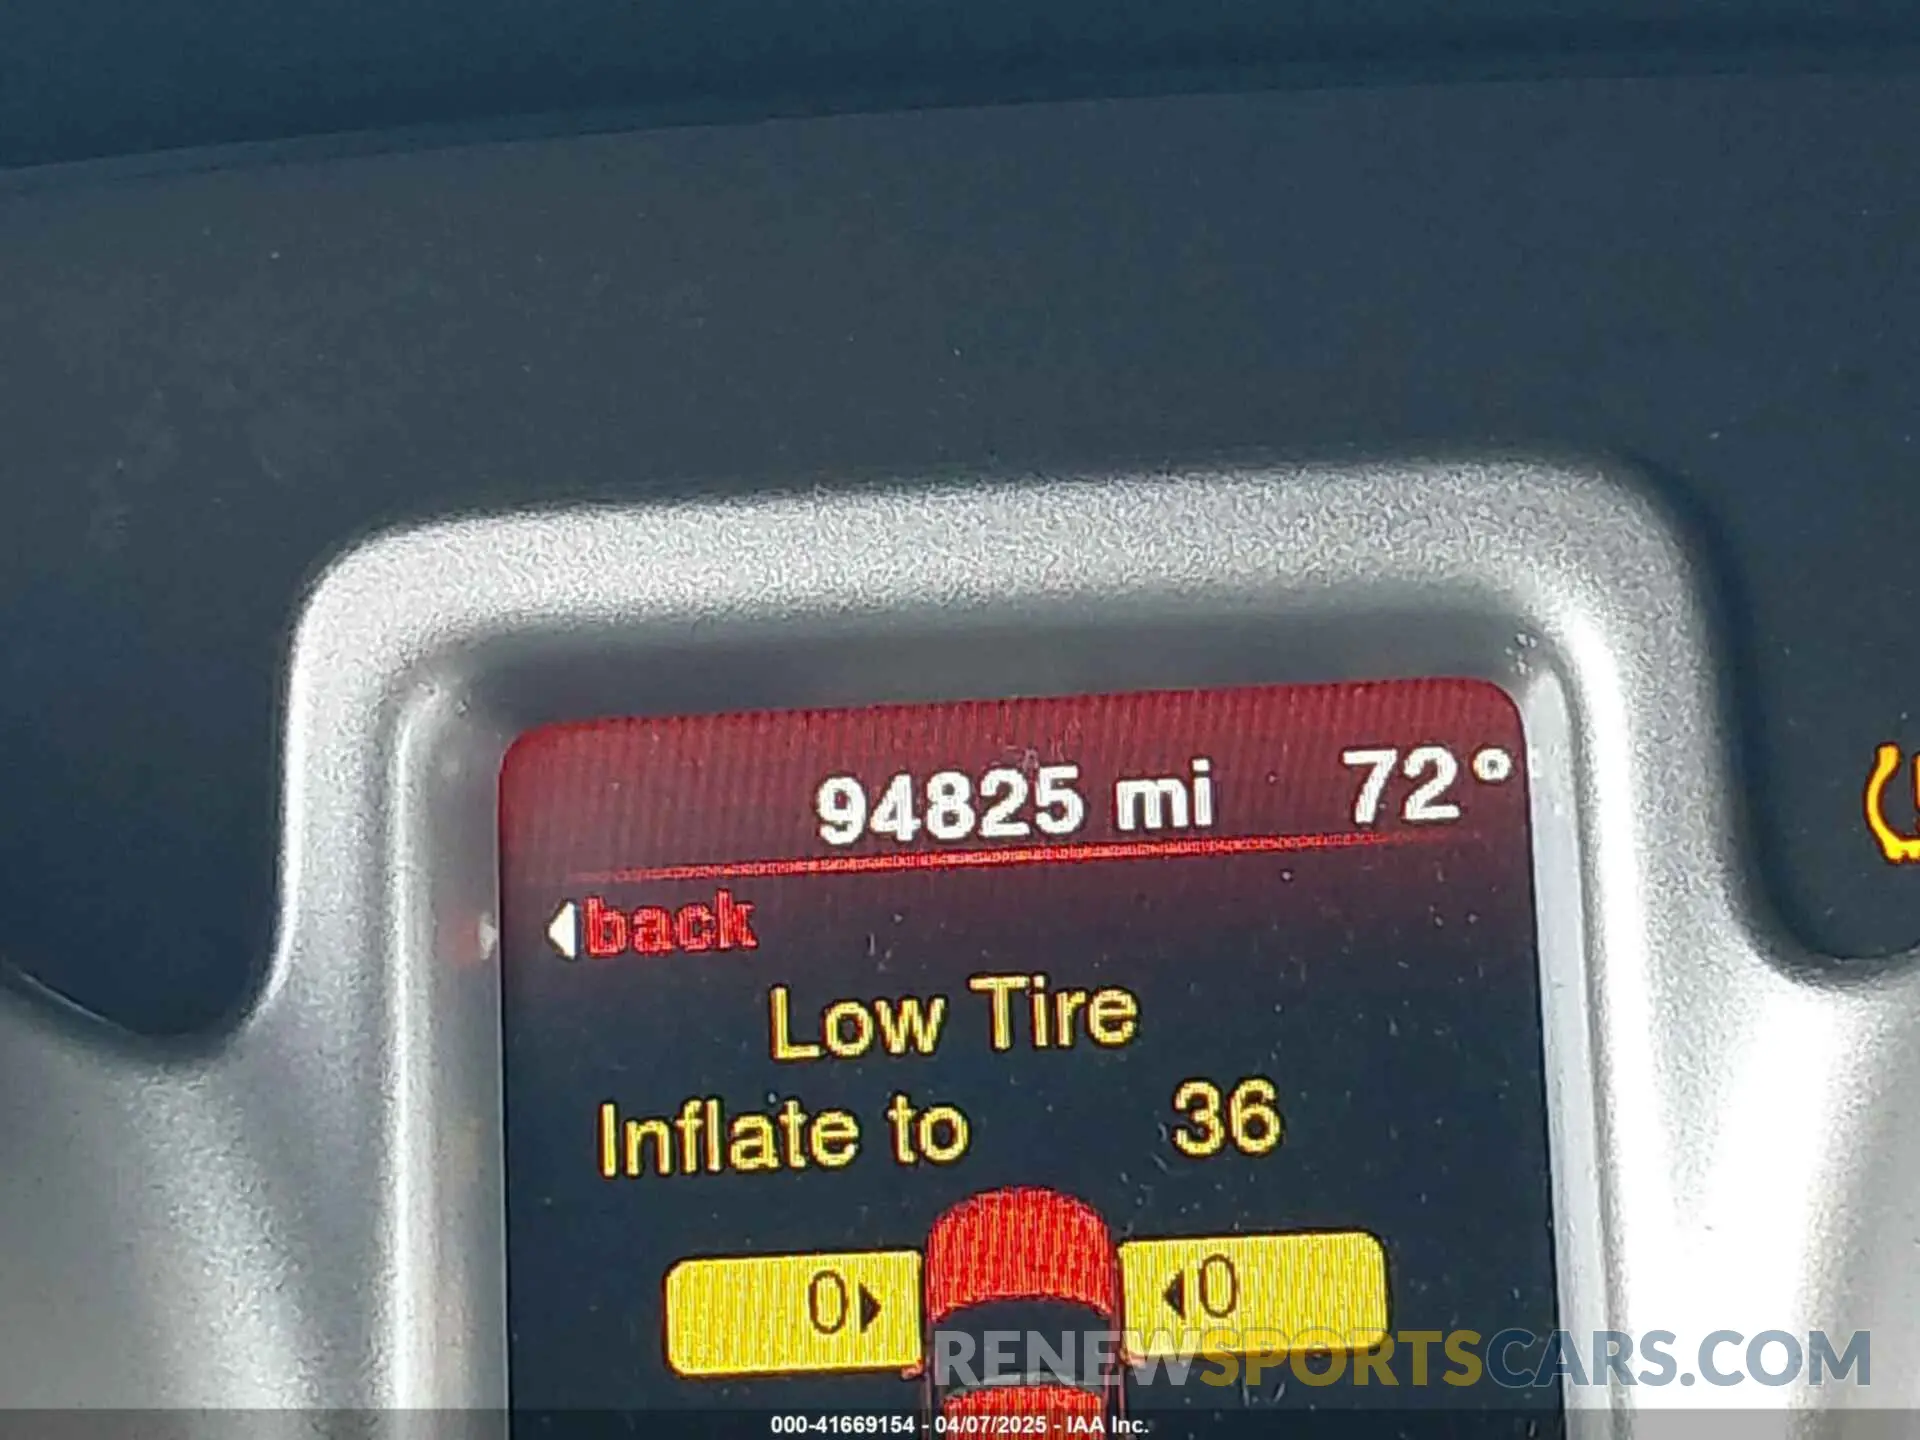 94825 mi 72°
back
Low Tire
Inflate to 36
0 0
RENEWSPORTSCARS.COM
000-41669154 - 04/07/2025 - IAA Inc.